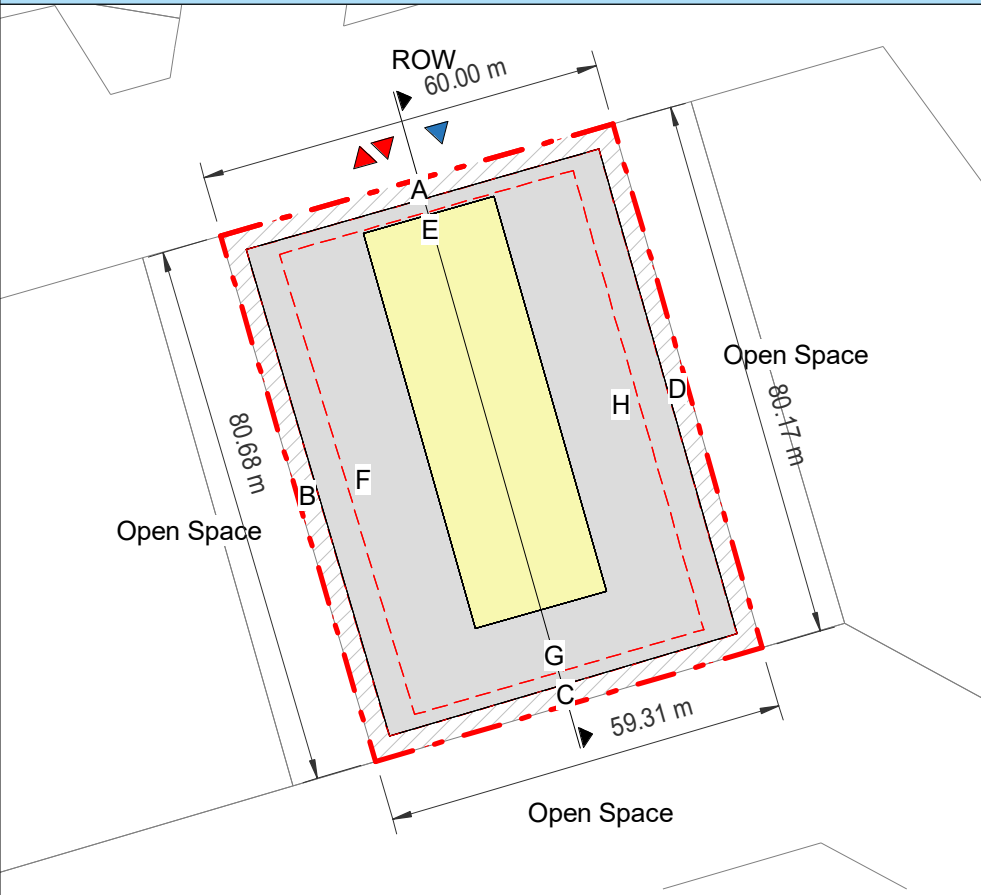 ROW
60.00 m
A
E
Open Space
D
H
80.17 m
80.68 m
F
B
Open Space
G
C
59.31 m
Open Space